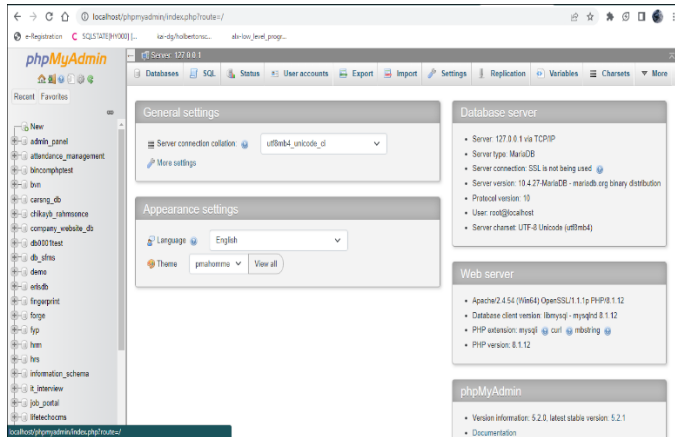 localhost/phpmyadmin/index.php?route=/
e-Registration
SQLSTATE[HY000] [...
phpMyAdmin
Server: 127.0.0.1
Databases SQL Status User accounts Export Import Settings Replication Variables Charsets More
Recent Favorites
New
admin_panel
attendance_management
bincomphptest
bvn
carsng_db
chikayb_rahmsonce
company_website_db
db0001test
db_sfms
demo
erlsdb
fingerprint
forge
fyp
hrm
hrs
information_schema
it_interview
job_portal
lifetechocms
localhost/phpmyadmin/index.php?route=/
General settings
Server connection collation:
utf8mb4_unicode_ci
More settings
Appearance settings
Language
English
Theme
pmahomme
View all
Database server
Server: 127.0.0.1 via TCP/IP
Server type: MariaDB
Server connection: SSL is not being used
Server version: 10.4.27-MariaDB - mariadb.org binary distribution
Protocol version: 10
User: root@localhost
Server charset: UTF-8 Unicode (utf8mb4)
Web server
Apache/2.4.54 (Win64) OpenSSL/1.1.1p PHP/8.1.12
Database client version: libmysql - mysqlnd 8.1.12
PHP extension: mysqli curl mbstring
PHP version: 8.1.12
phpMyAdmin
Version information: 5.2.0, latest stable version: 5.2.1
Documentation